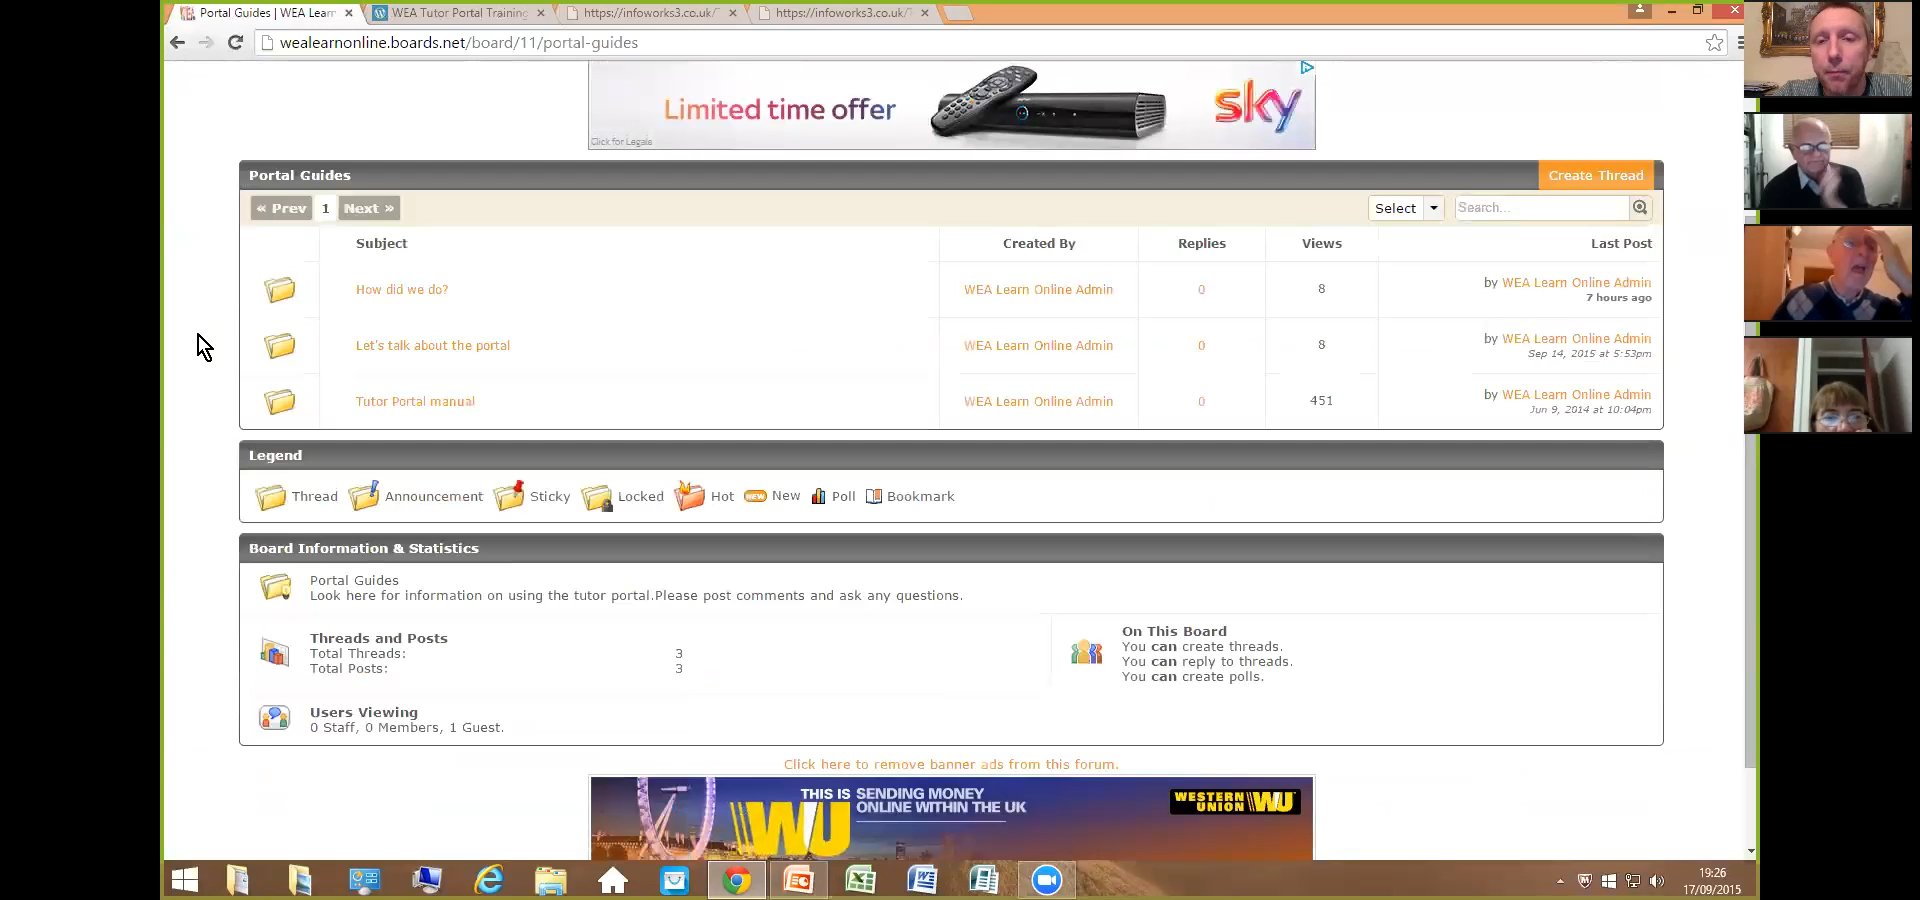 Portal Guides | WEA Learn
WEA Tutor Portal Training
https://infoworks3.co.uk/
https://infoworks3.co.uk/
wealearnonline.boards.net/board/11/portal-guides
Limited time offer
sky
Click for Legals
Portal Guides
Create Thread
« Prev 1 Next »
Select
Search...
Subject Created By Replies Views Last Post
How did we do? WEA Learn Online Admin 0 8 by WEA Learn Online Admin
7 hours ago
Let's talk about the portal WEA Learn Online Admin 0 8 by WEA Learn Online Admin
Sep 14, 2015 at 5:53pm
Tutor Portal manual WEA Learn Online Admin 0 451 by WEA Learn Online Admin
Jun 9, 2014 at 10:04pm
Legend
Thread Announcement Sticky Locked Hot NEW New Poll Bookmark
Board Information & Statistics
Portal Guides
Look here for information on using the tutor portal.Please post comments and ask any questions.
Threads and Posts
Total Threads: 3
Total Posts: 3
On This Board
You can create threads.
You can reply to threads.
You can create polls.
Users Viewing
0 Staff, 0 Members, 1 Guest.
Click here to remove banner ads from this forum.
THIS IS SENDING MONEY
ONLINE WITHIN THE UK
WU
WESTERN
UNION WU
19:26
17/09/2015